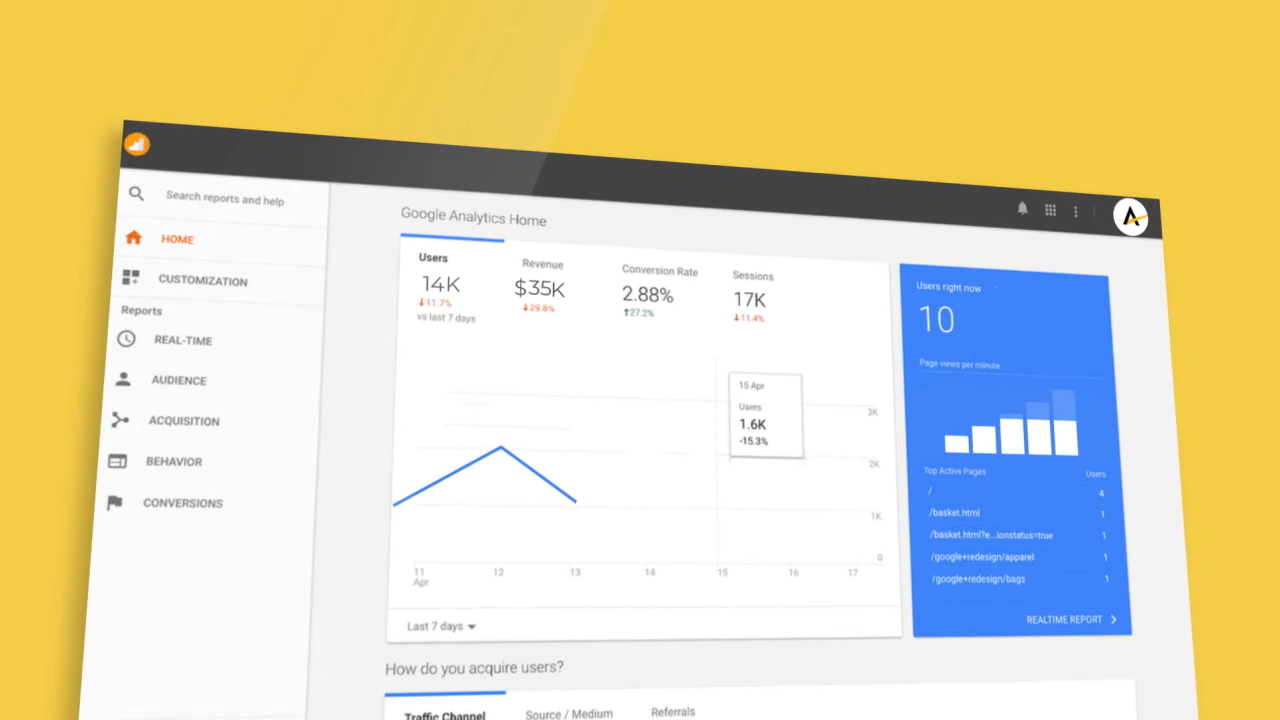 Search reports and help
HOME
CUSTOMIZATION
Reports
REAL-TIME
AUDIENCE
ACQUISITION
BEHAVIOR
CONVERSIONS
Google Analytics Home
Users
14K
↓11.7%
vs last 7 days
Revenue
$35K
↓29.8%
Conversion Rate
2.88%
↑27.2%
Sessions
17K
↓11.4%
15 Apr
Users
1.6K
-15.3%
3K
2K
1K
0
11 12 13 14 15 16 17
Apr
Last 7 days
Users right now
10
Page views per minute
Top Active Pages Users
/ 4
/basket.html 1
/basket.html?e...ionstatus=true 1
/google+redesign/apparel 1
/google+redesign/bags 1
REALTIME REPORT
How do you acquire users?
Traffic Channel Source / Medium Referrals